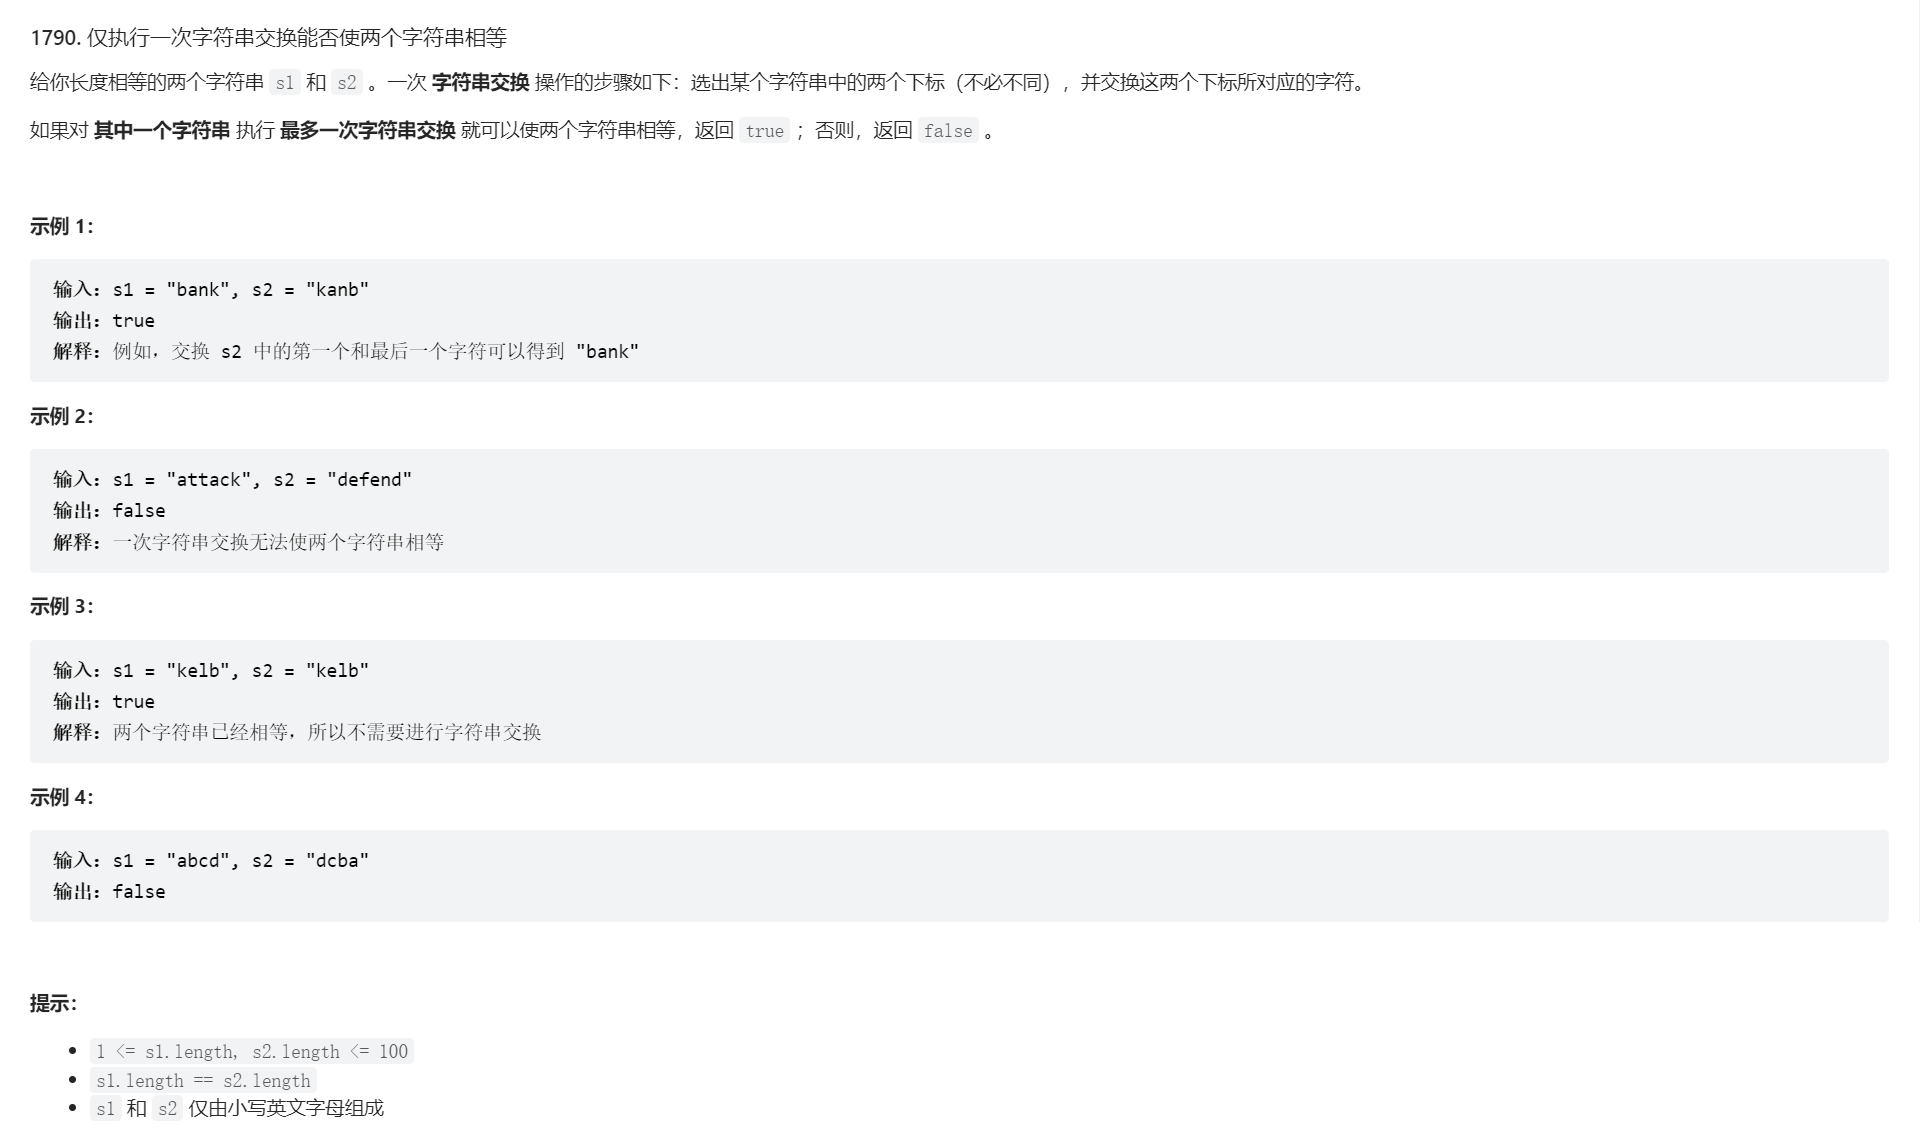 1790. 仅执行一次字符串交换能否使两个字符串相等
给你长度相等的两个字符串 s1 和 s2 。一次 字符串交换 操作的步骤如下：选出某个字符串中的两个下标（不必不同），并交换这两个下标所对应的字符。
如果对 其中一个字符串 执行 最多一次字符串交换 就可以使两个字符串相等，返回 true ；否则，返回 false 。
示例 1：
输入：s1 = "bank", s2 = "kanb"
输出：true
解释：例如，交换 s2 中的第一个和最后一个字符可以得到 "bank"
示例 2：
输入：s1 = "attack", s2 = "defend"
输出：false
解释：一次字符串交换无法使两个字符串相等
示例 3：
输入：s1 = "kelb", s2 = "kelb"
输出：true
解释：两个字符串已经相等，所以不需要进行字符串交换
示例 4：
输入：s1 = "abcd", s2 = "dcba"
输出：false
提示：
• 1 <= s1.length, s2.length <= 100
• s1.length == s2.length
• s1 和 s2 仅由小写英文字母组成